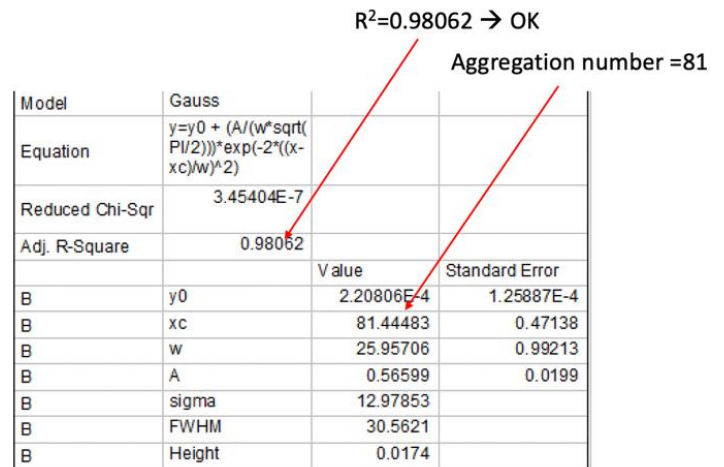 R²=0.98062 → OK
Aggregation number =81
Model Gauss
Equation y=y0 + (A/(w*sqrt(
PI/2)))*exp(-2*((x-
xc)/w)^2)
Reduced Chi-Sqr 3.45404E-7
Adj. R-Square 0.98062
Value Standard Error
B y0 2.20806E-4 1.25887E-4
B xc 81.44483 0.47138
B w 25.95706 0.99213
B A 0.56599 0.0199
B sigma 12.97853
B FWHM 30.5621
B Height 0.0174